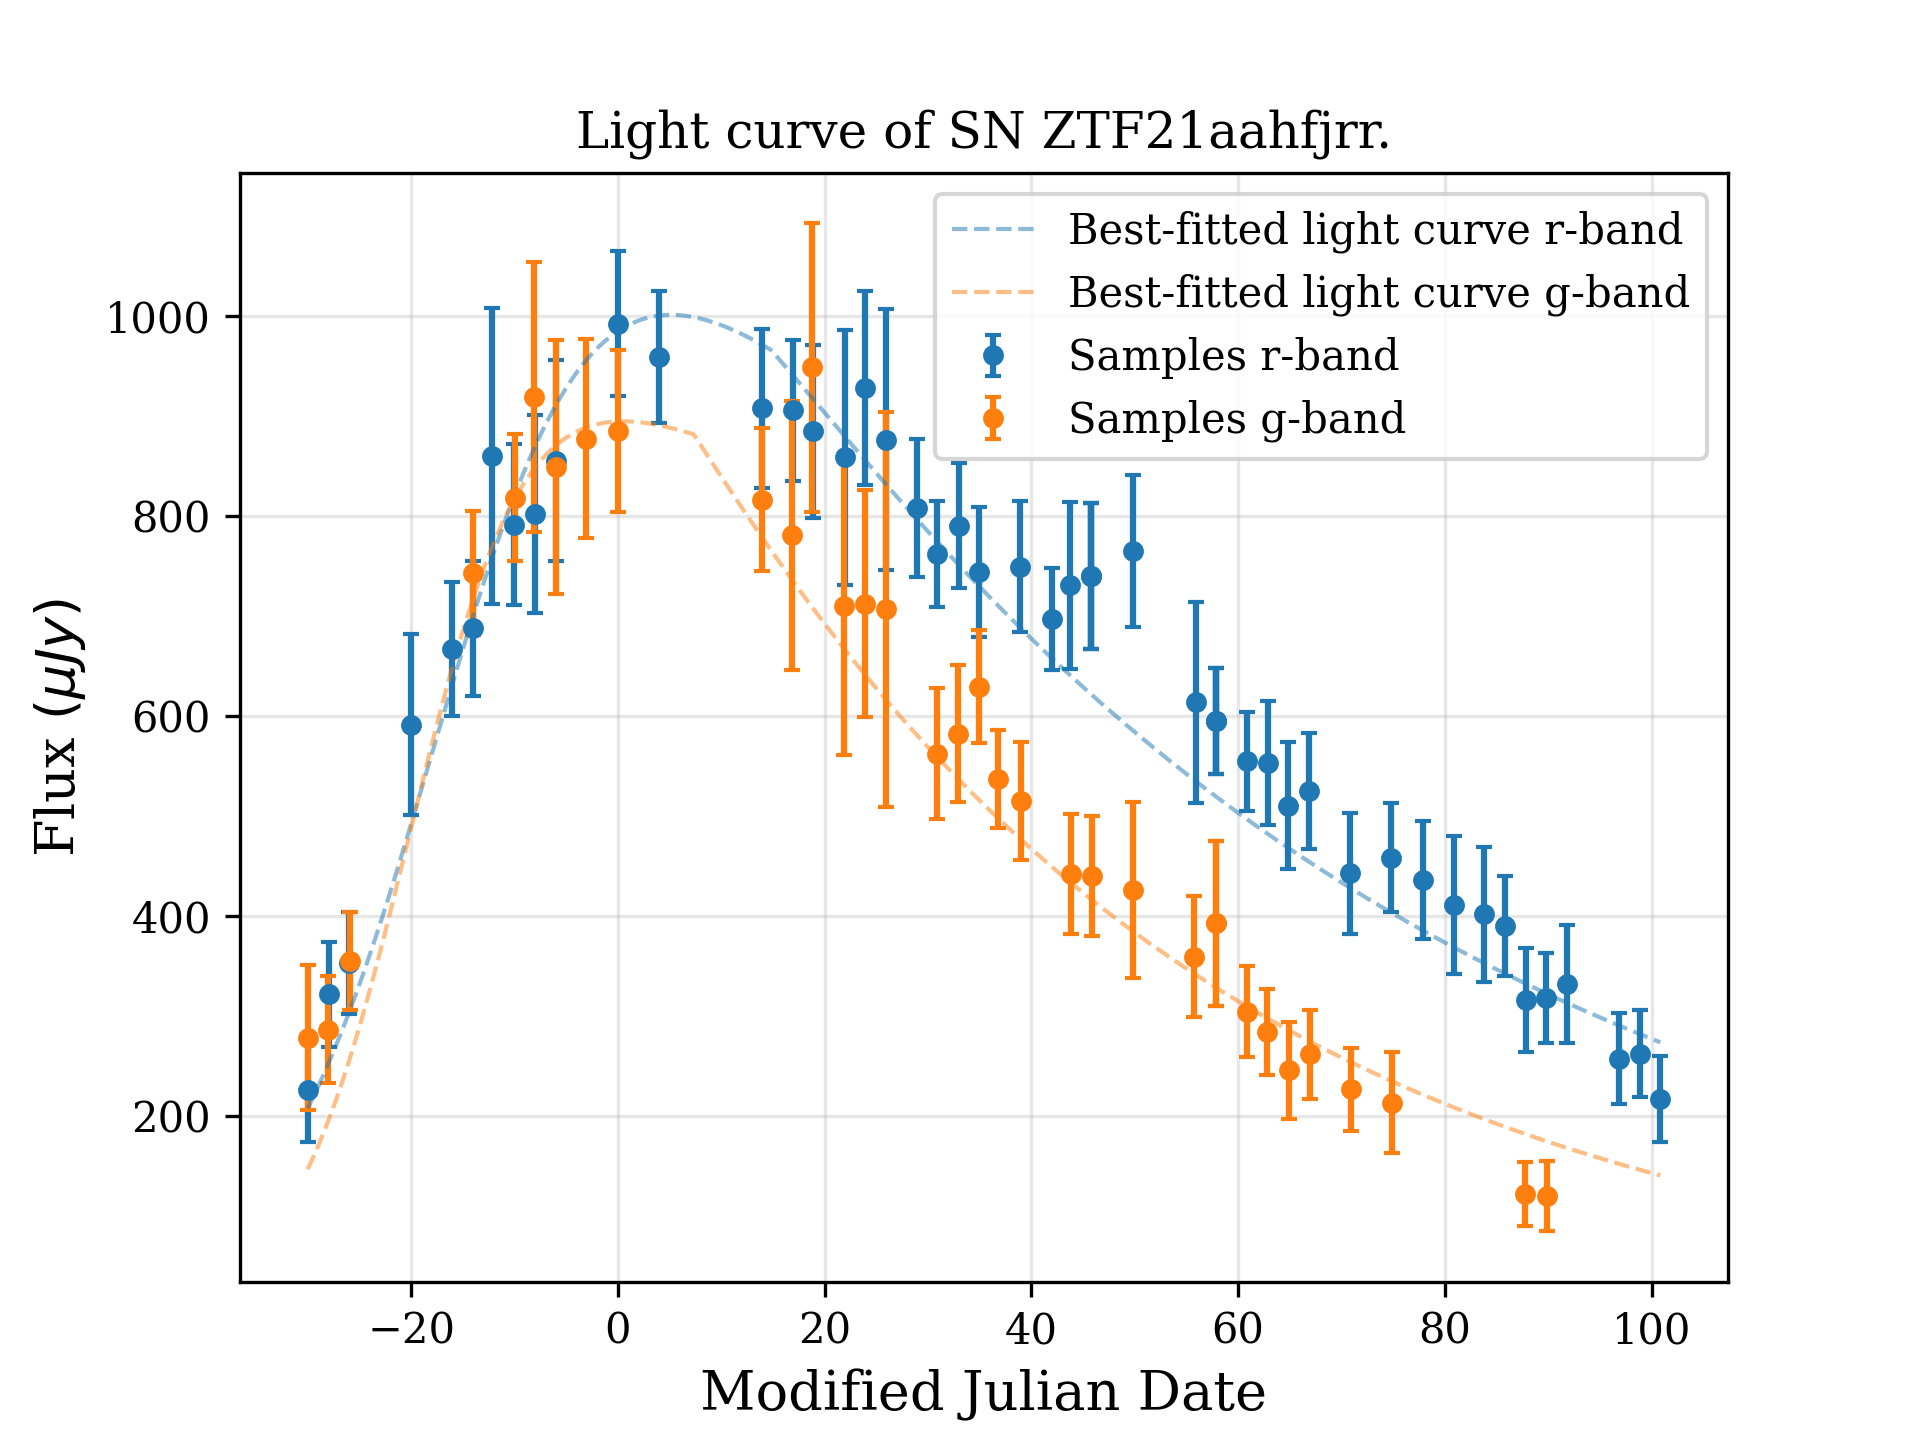 Light curve of SN ZTF21aahfjrr.
Best-fitted light curve r-band
Best-fitted light curve g-band
Samples r-band
Samples g-band
1000
800
600
400
200
Flux (μJy)
−20 0 20 40 60 80 100
Modified Julian Date